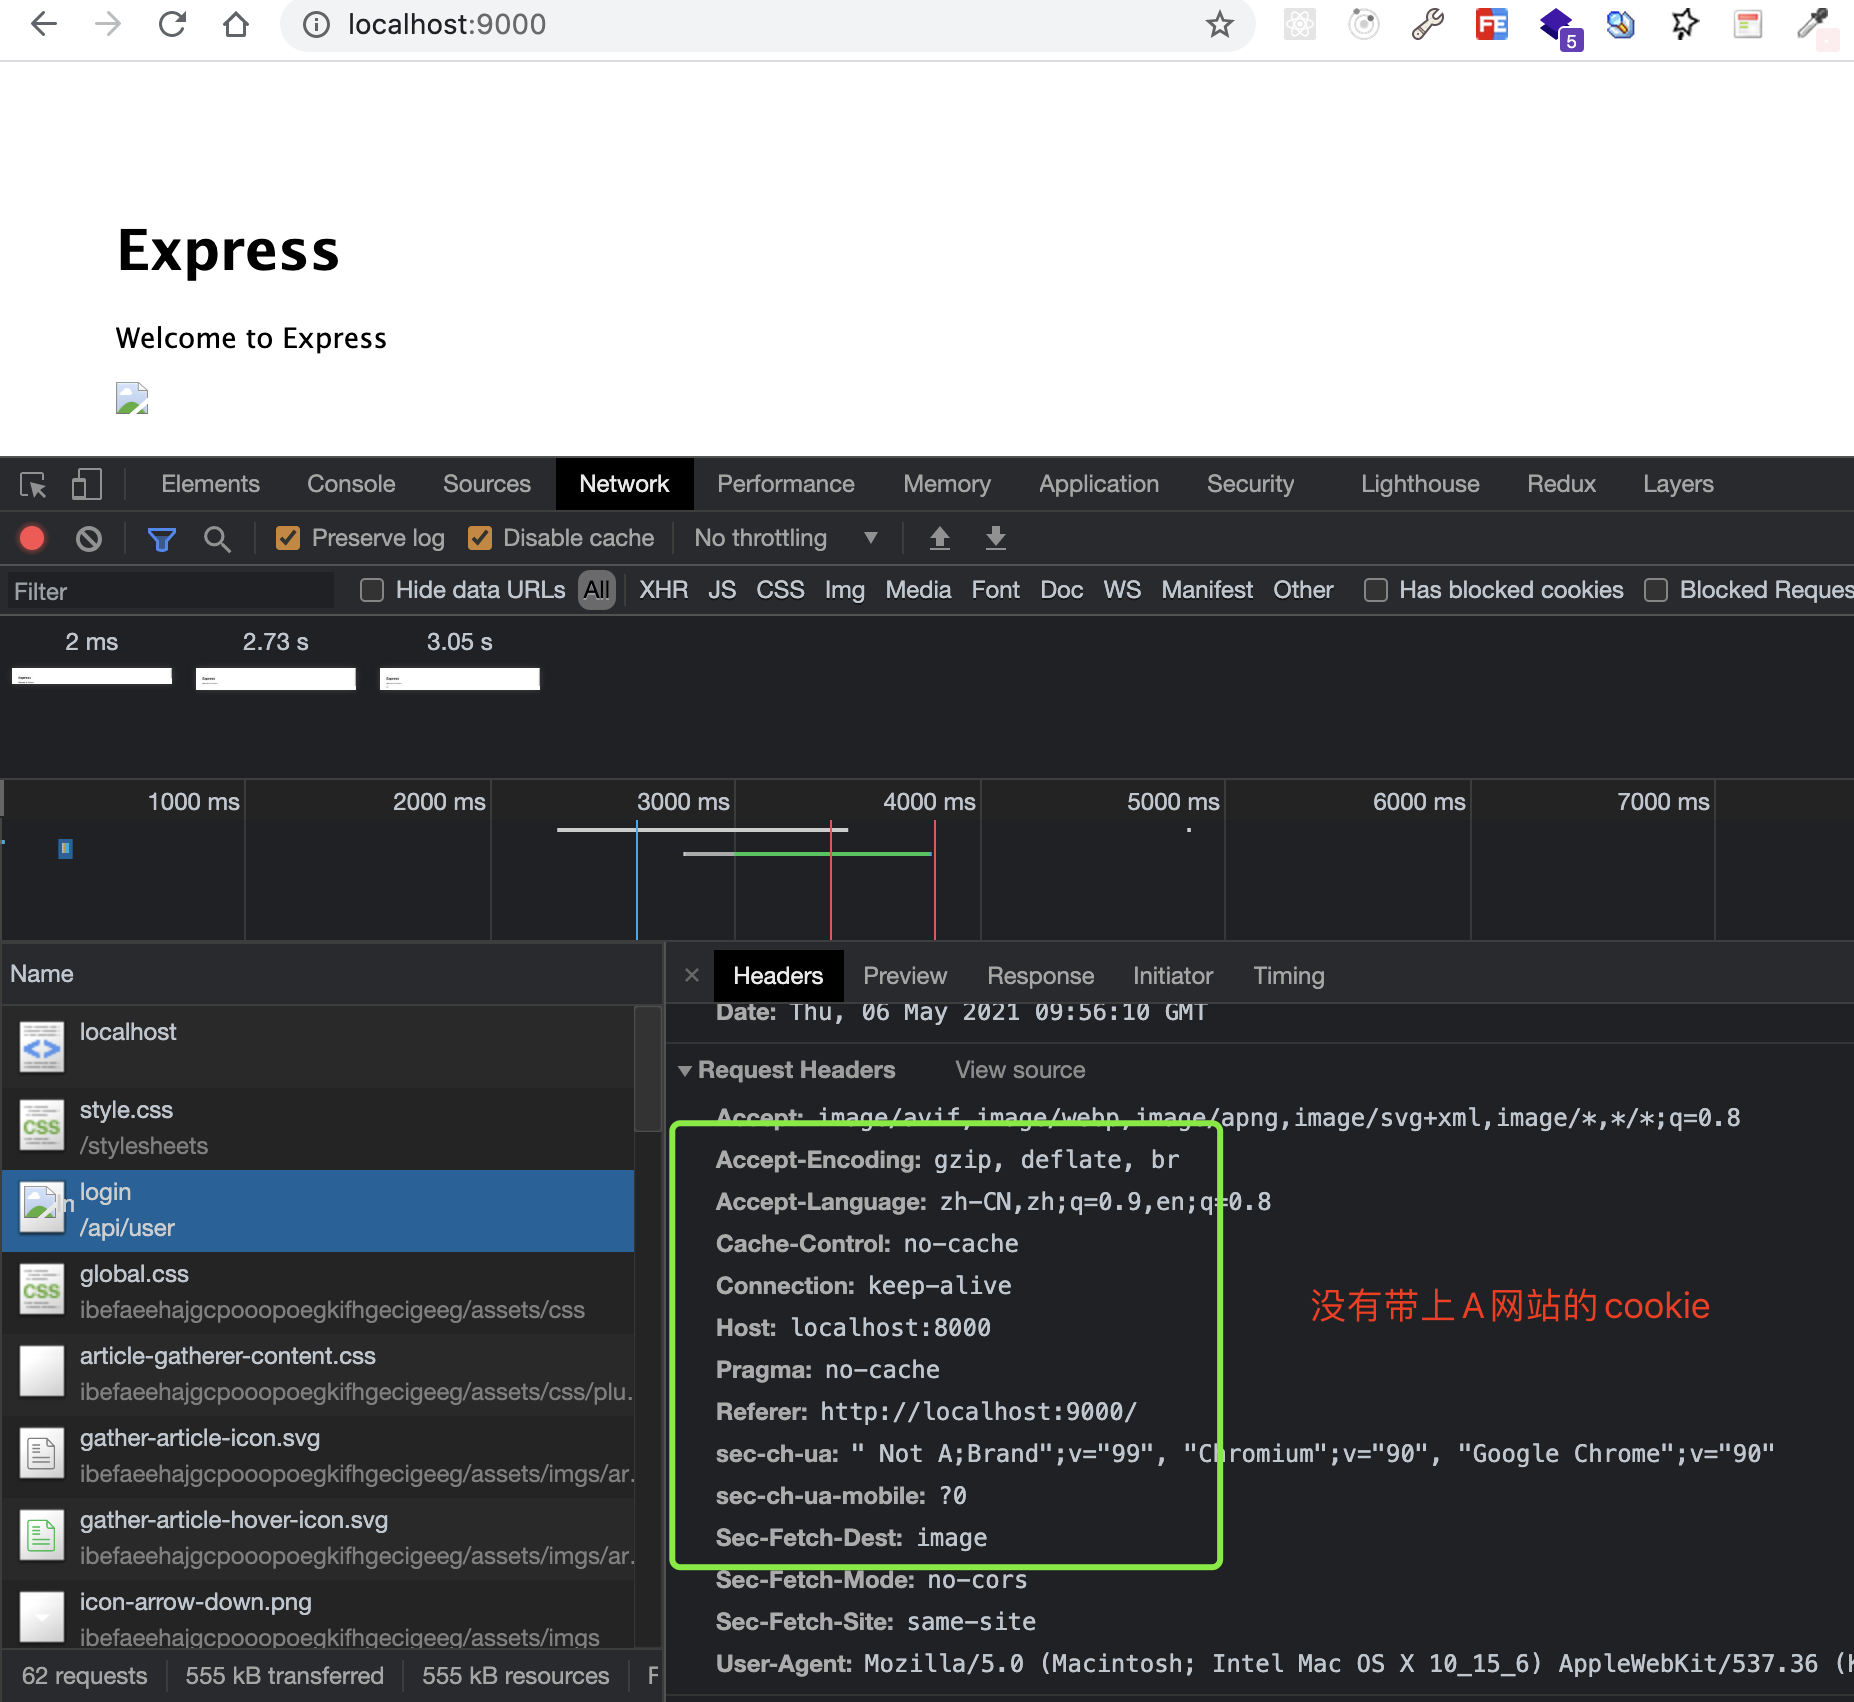 localhost:9000
FE
5
Express
Welcome to Express
Elements Console Sources Network Performance Memory Application Security Lighthouse Redux Layers
Preserve log Disable cache No throttling
Filter Hide data URLs All XHR JS CSS Img Media Font Doc WS Manifest Other Has blocked cookies Blocked Reques
2 ms 2.73 s 3.05 s
1000 ms 2000 ms 3000 ms 4000 ms 5000 ms 6000 ms 7000 ms
Name
localhost
style.css
/stylesheets
login
/api/user
global.css
ibefaeehajgcpooopoegkifhgecigeeg/assets/css
article-gatherer-content.css
ibefaeehajgcpooopoegkifhgecigeeg/assets/css/plu.
gather-article-icon.svg
ibefaeehajgcpooopoegkifhgecigeeg/assets/imgs/ar.
gather-article-hover-icon.svg
ibefaeehajgcpooopoegkifhgecigeeg/assets/imgs/ar.
icon-arrow-down.png
ibefaeehajgcpooopoegkifhgecigeeg/assets/imgs
62 requests 555 kB transferred 555 kB resources F
Headers Preview Response Initiator Timing
Date: Thu, 06 May 2021 09:56:10 GMT
Request Headers View source
Accept: image/avif,image/webp,image/apng,image/svg+xml,image/*,*/*;q=0.8
Accept-Encoding: gzip, deflate, br
Accept-Language: zh-CN,zh;q=0.9,en;q=0.8
Cache-Control: no-cache
Connection: keep-alive
Host: localhost:8000
Pragma: no-cache
Referer: http://localhost:9000/
sec-ch-ua: " Not A;Brand";v="99", "Chromium";v="90", "Google Chrome";v="90"
sec-ch-ua-mobile: ?0
Sec-Fetch-Dest: image
Sec-Fetch-Mode: no-cors
Sec-Fetch-Site: same-site
User-Agent: Mozilla/5.0 (Macintosh; Intel Mac OS X 10_15_6) AppleWebKit/537.36 (K
没有带上A网站的cookie